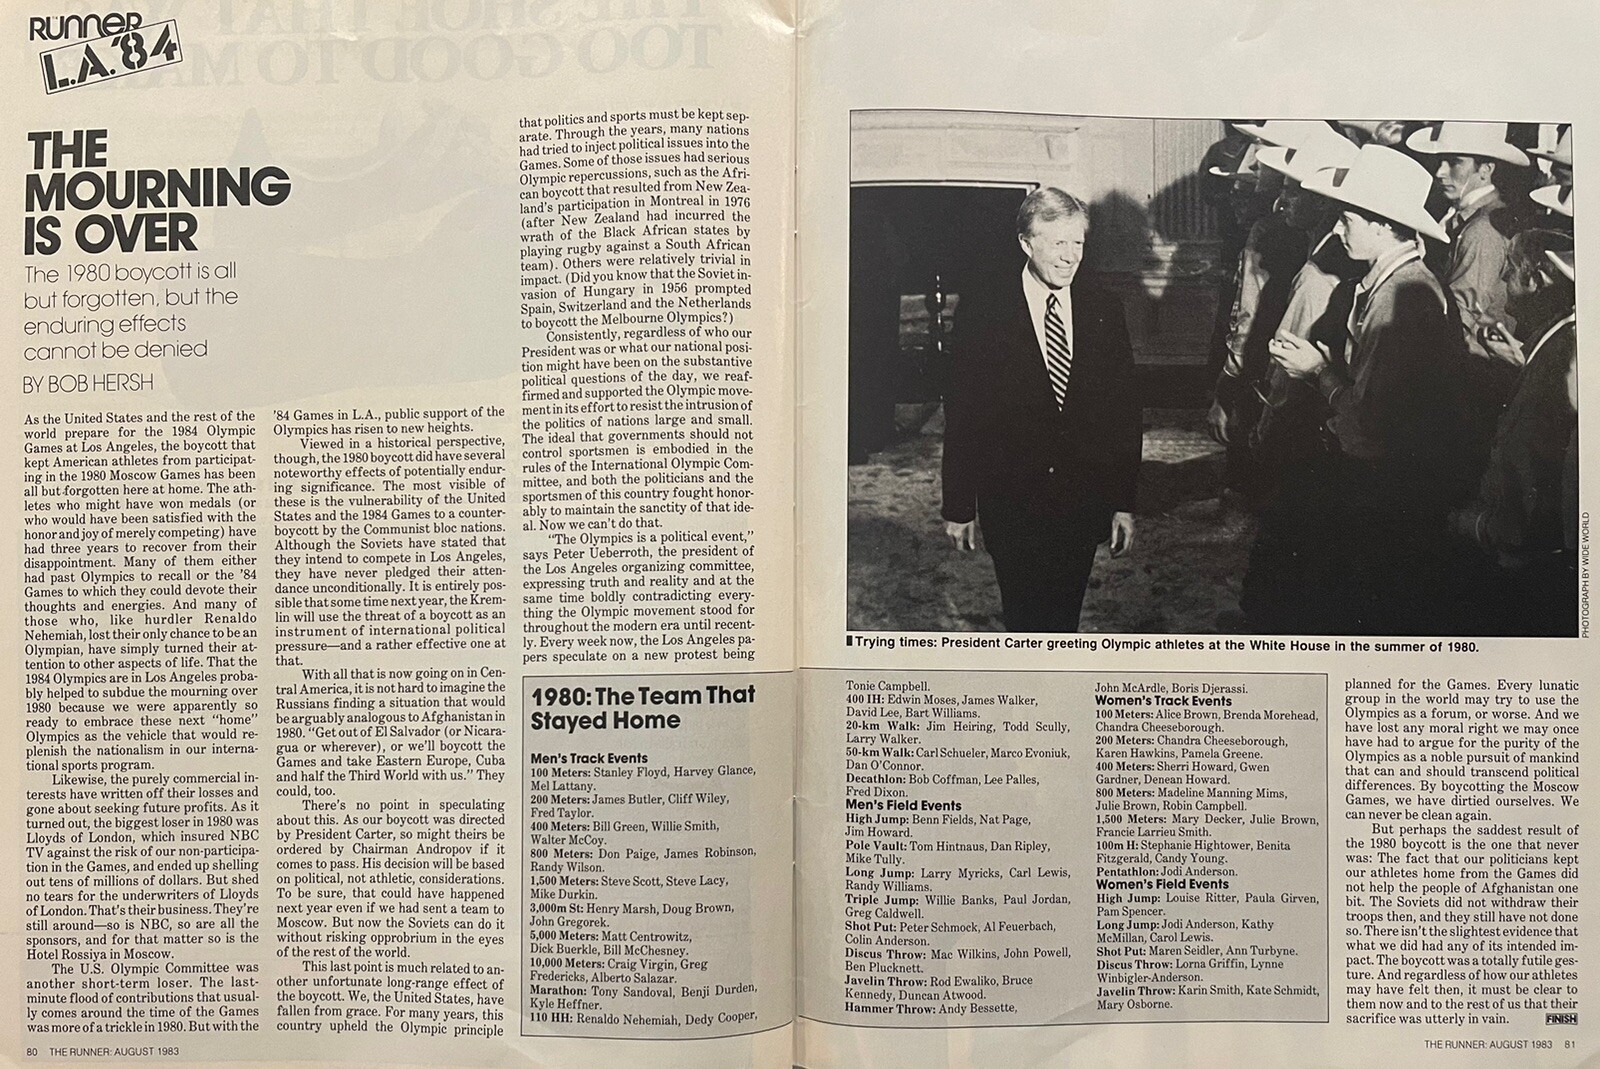 RUNNER
L.A.'84
THE
MOURNING
IS OVER
The 1980 boycott is all
but forgotten, but the
enduring effects
cannot be denied
BY BOB HERSH
As the United States and the rest of the
world prepare for the 1984 Olympic
Games at Los Angeles, the boycott that
kept American athletes from participat-
ing in the 1980 Moscow Games has been
all but forgotten here at home. The ath-
letes who might have won medals (or
who would have been satisfied with the
honor and joy of merely competing) have
had three years to recover from their
disappointment. Many of them either
had past Olympics to recall or the '84
Games to which they could devote their
thoughts and energies. And many of
those who, like hurdler Renaldo
Nehemiah, lost their only chance to be an
Olympian, have simply turned their at-
tention to other aspects of life. That the
1984 Olympics are in Los Angeles proba-
bly helped to subdue the mourning over
1980 because we were apparently so
ready to embrace these next "home"
Olympics as the vehicle that would re-
plenish the nationalism in our interna-
tional sports program.
Likewise, the purely commercial in-
terests have written off their losses and
gone about seeking future profits. As it
turned out, the biggest loser in 1980 was
Lloyds of London, which insured NBC
TV against the risk of our non-participa-
tion in the Games, and ended up shelling
out tens of millions of dollars. But shed
no tears for the underwriters of Lloyds
of London. That's their business. They're
still around—so is NBC, so are all the
sponsors, and for that matter so is the
Hotel Rossiya in Moscow.
The U.S. Olympic Committee was
another short-term loser. The last-
minute flood of contributions that usual-
ly comes around the time of the Games
was more of a trickle in 1980. But with the
'84 Games in L.A., public support of the
Olympics has risen to new heights.
Viewed in a historical perspective,
though, the 1980 boycott did have several
noteworthy effects of potentially endur-
ing significance. The most visible of
these is the vulnerability of the United
States and the 1984 Games to a counter-
boycott by the Communist bloc nations.
Although the Soviets have stated that
they intend to compete in Los Angeles,
they have never pledged their atten-
dance unconditionally. It is entirely pos-
sible that some time next year, the Krem-
lin will use the threat of a boycott as an
instrument of international political
pressure—and a rather effective one at
that.
With all that is now going on in Cen-
tral America, it is not hard to imagine the
Russians finding a situation that would
be arguably analogous to Afghanistan in
1980. "Get out of El Salvador (or Nicara-
gua or wherever), or we'll boycott the
Games and take Eastern Europe, Cuba
and half the Third World with us." They
could, too.
There's no point in speculating
about this. As our boycott was directed
by President Carter, so might theirs be
ordered by Chairman Andropov if it
comes to pass. His decision will be based
on political, not athletic, considerations.
To be sure, that could have happened
next year even if we had sent a team to
Moscow. But now the Soviets can do it
without risking opprobrium in the eyes
of the rest of the world.
This last point is much related to an-
other unfortunate long-range effect of
the boycott. We, the United States, have
fallen from grace. For many years, this
country upheld the Olympic principle
that politics and sports must be kept sep-
arate. Through the years, many nations
had tried to inject political issues into the
Games. Some of those issues had serious
Olympic repercussions, such as the Afri-
can boycott that resulted from New Zea-
land's participation in Montreal in 1976
(after New Zealand had incurred the
wrath of the Black African states by
playing rugby against a South African
team). Others were relatively trivial in
impact. (Did you know that the Soviet in-
vasion of Hungary in 1956 prompted
Spain, Switzerland and the Netherlands
to boycott the Melbourne Olympics?)
Consistently, regardless of who our
President was or what our national posi-
tion might have been on the substantive
political questions of the day, we reaf-
firmed and supported the Olympic move-
ment in its effort to resist the intrusion of
the politics of nations large and small.
The ideal that governments should not
control sportsmen is embodied in the
rules of the International Olympic Com-
mittee, and both the politicians and the
sportsmen of this country fought honor-
ably to maintain the sanctity of that ide-
al. Now we can't do that.
"The Olympics is a political event,"
says Peter Ueberroth, the president of
the Los Angeles organizing committee,
expressing truth and reality and at the
same time boldly contradicting every-
thing the Olympic movement stood for
throughout the modern era until recent-
ly. Every week now, the Los Angeles pa-
pers speculate on a new protest being
1980: The Team That
Stayed Home
Men's Track Events
100 Meters: Stanley Floyd, Harvey Glance,
Mel Lattany.
200 Meters: James Butler, Cliff Wiley,
Fred Taylor.
400 Meters: Bill Green, Willie Smith,
Walter McCoy.
800 Meters: Don Paige, James Robinson,
Randy Wilson.
1,500 Meters: Steve Scott, Steve Lacy,
Mike Durkin.
3,000m St: Henry Marsh, Doug Brown,
John Gregorek.
5,000 Meters: Matt Centrowitz,
Dick Buerkle, Bill McChesney.
10,000 Meters: Craig Virgin, Greg
Fredericks, Alberto Salazar.
Marathon: Tony Sandoval, Benji Durden,
Kyle Heffner.
110 HH: Renaldo Nehemiah, Dedy Cooper,
80 THE RUNNER: AUGUST 1983
PHOTOGRAPH BY WIDE WORLD
Trying times: President Carter greeting Olympic athletes at the White House in the summer of 1980.
Tonie Campbell.
400 IH: Edwin Moses, James Walker,
David Lee, Bart Williams.
20-km Walk: Jim Heiring, Todd Scully,
Larry Walker.
50-km Walk: Carl Schueler, Marco Evoniuk,
Dan O'Connor.
Decathlon: Bob Coffman, Lee Palles,
Fred Dixon.
Men's Field Events
High Jump: Benn Fields, Nat Page,
Jim Howard.
Pole Vault: Tom Hintnaus, Dan Ripley,
Mike Tully.
Long Jump: Larry Myricks, Carl Lewis,
Randy Williams.
Triple Jump: Willie Banks, Paul Jordan,
Greg Caldwell.
Shot Put: Peter Schmock, Al Feuerbach,
Colin Anderson.
Discus Throw: Mac Wilkins, John Powell,
Ben Plucknett.
Javelin Throw: Rod Ewaliko, Bruce
Kennedy, Duncan Atwood.
Hammer Throw: Andy Bessette,
John McArdle, Boris Djerassi.
Women's Track Events
100 Meters: Alice Brown, Brenda Morehead,
Chandra Cheeseborough.
200 Meters: Chandra Cheeseborough,
Karen Hawkins, Pamela Greene.
400 Meters: Sherri Howard, Gwen
Gardner, Denean Howard.
800 Meters: Madeline Manning Mims,
Julie Brown, Robin Campbell.
1,500 Meters: Mary Decker, Julie Brown,
Francie Larrieu Smith.
100m H: Stephanie Hightower, Benita
Fitzgerald, Candy Young.
Pentathlon: Jodi Anderson.
Women's Field Events
High Jump: Louise Ritter, Paula Girven,
Pam Spencer.
Long Jump: Jodi Anderson, Kathy
McMillan, Carol Lewis.
Shot Put: Maren Seidler, Ann Turbyne.
Discus Throw: Lorna Griffin, Lynne
Winbigler-Anderson.
Javelin Throw: Karin Smith, Kate Schmidt,
Mary Osborne.
planned for the Games. Every lunatic
group in the world may try to use the
Olympics as a forum, or worse. And we
have lost any moral right we may once
have had to argue for the purity of the
Olympics as a noble pursuit of mankind
that can and should transcend political
differences. By boycotting the Moscow
Games, we have dirtied ourselves. We
can never be clean again.
But perhaps the saddest result of
the 1980 boycott is the one that never
was: The fact that our politicians kept
our athletes home from the Games did
not help the people of Afghanistan one
bit. The Soviets did not withdraw their
troops then, and they still have not done
so. There isn't the slightest evidence that
what we did had any of its intended im-
pact. The boycott was a totally futile ges-
ture. And regardless of how our athletes
may have felt then, it must be clear to
them now and to the rest of us that their
sacrifice was utterly in vain. FINISH
THE RUNNER: AUGUST 1983 81